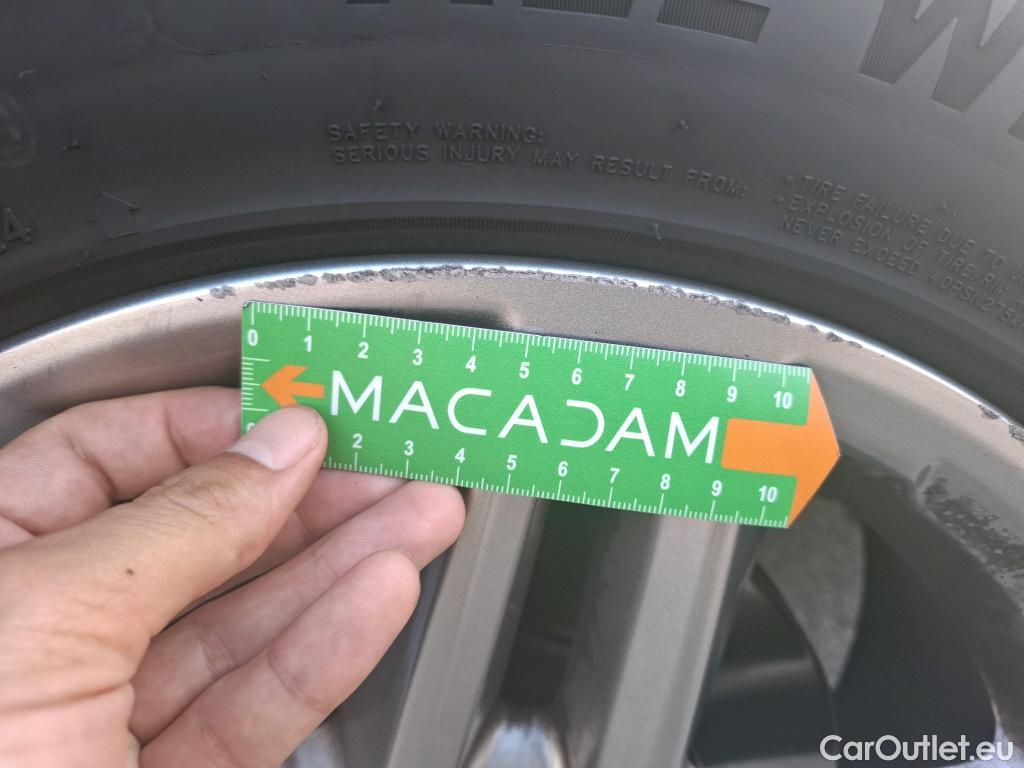 SAFETY WARNING:
SERIOUS INJURY MAY RESULT FROM:
• TIRE FAILURE DUE TO
• EXPLOSION OF TIRE/RIM
NEVER EXCEED 40PSI
0 1 2 3 4 5 6 7 8 9 10
MACADAM
2 3 4 5 6 7 8 9 10
CarOutlet.eu